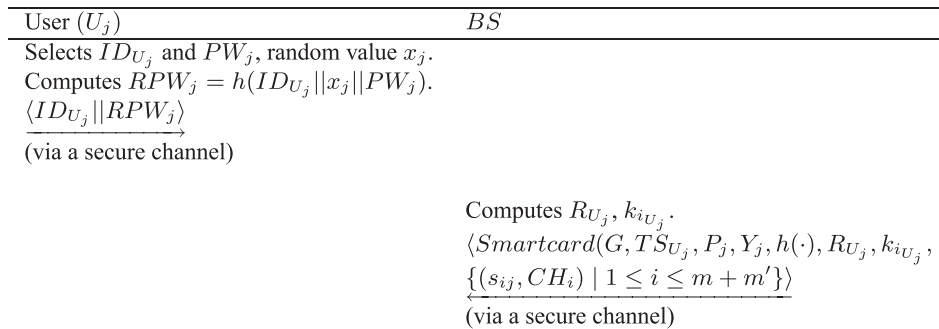 User (U_j) BS
Selects ID_{U_j} and PW_j, random value x_j.
Computes RPW_j = h(ID_{U_j}||x_j||PW_j).
⟨ID_{U_j}||RPW_j⟩
(via a secure channel)
Computes R_{U_j}, k_{i_{U_j}}.
⟨Smartcard(G, TS_{U_j}, P_j, Y_j, h(·), R_{U_j}, k_{i_{U_j}},
{(s_{ij}, CH_i) | 1 ≤ i ≤ m + m′}⟩
(via a secure channel)